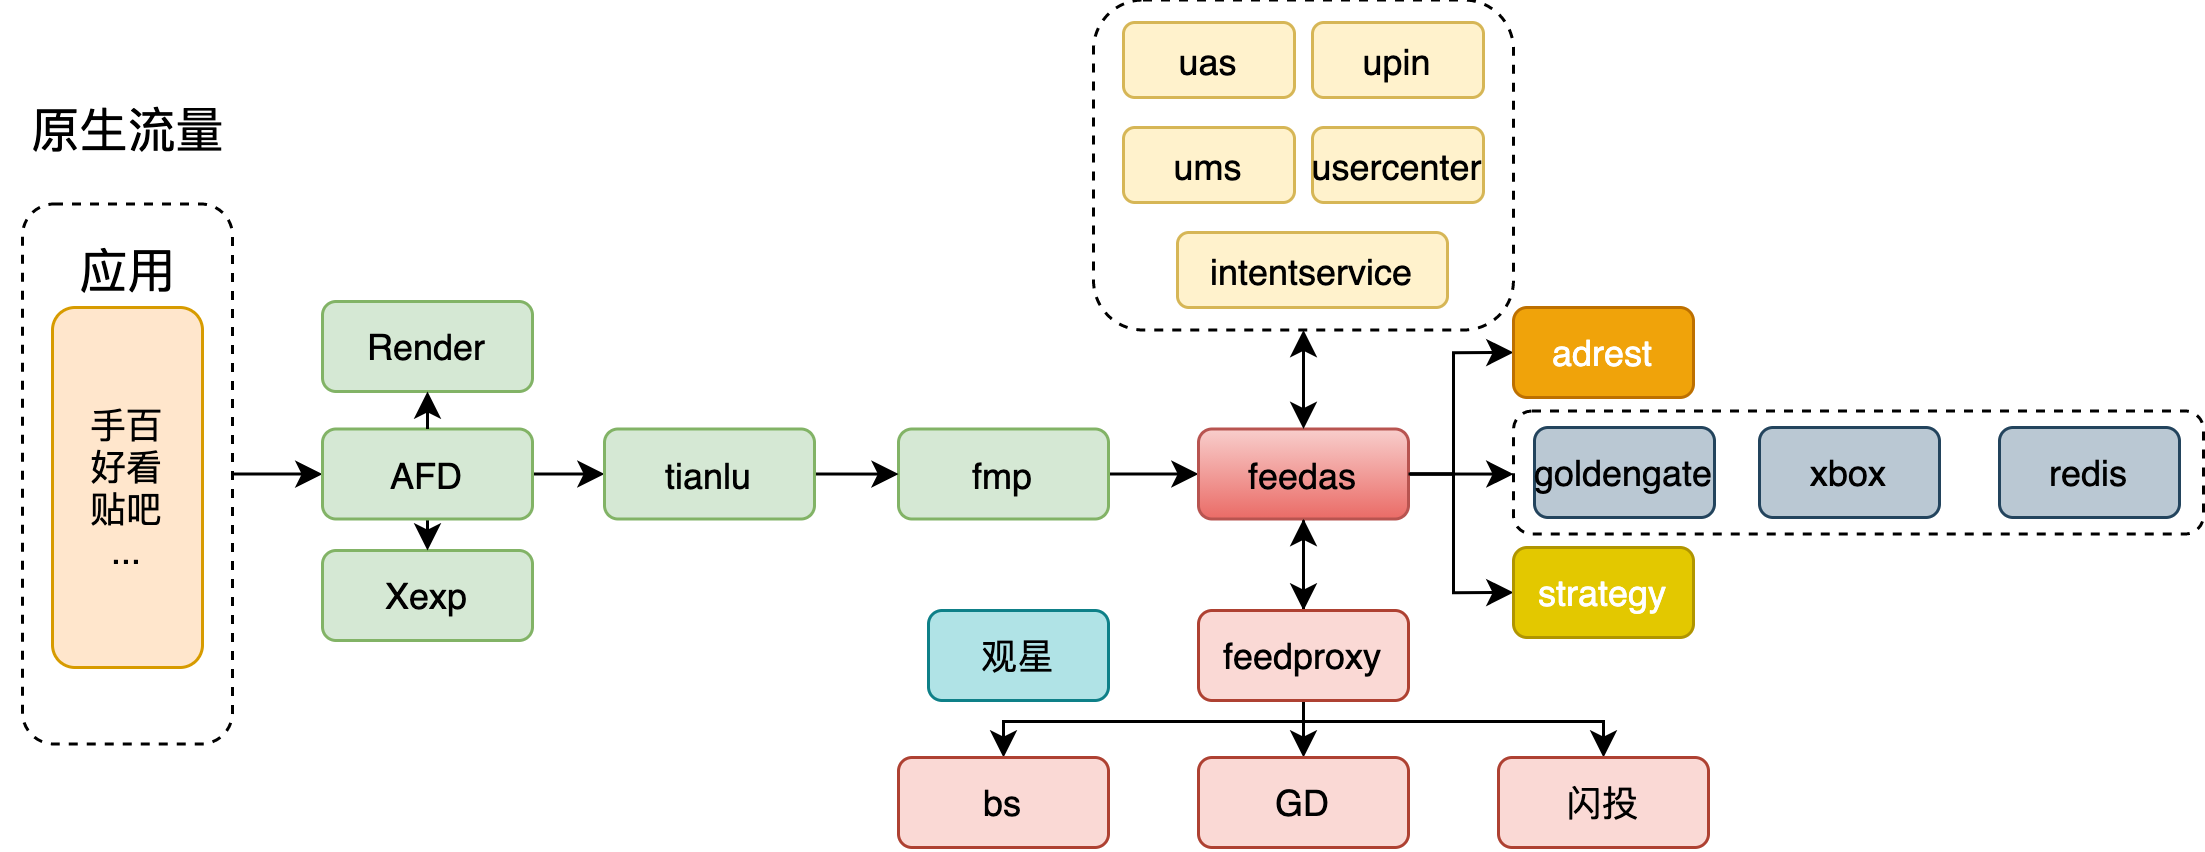 原生流量
应用
手百
好看
贴吧
...
Render
AFD
Xexp
tianlu
fmp
uas
upin
ums
usercenter
intentservice
feedas
adrest
goldengate
xbox
redis
strategy
观星
feedproxy
bs
GD
闪投